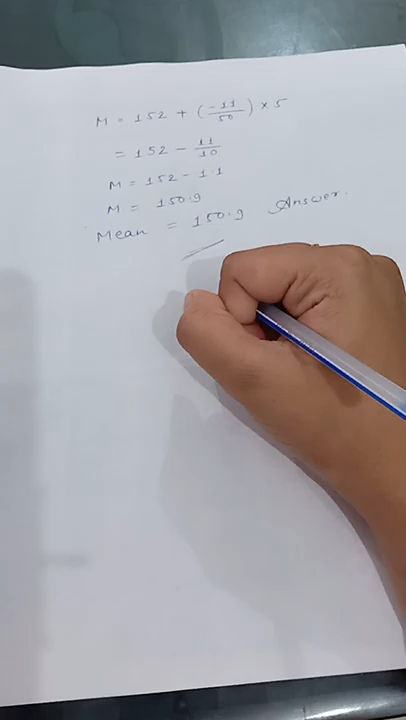 M = 152 + (-11/50) × 5
= 152 - 11/10
M = 152 - 1.1
M = 150.9
Mean = 150.9 Answer.